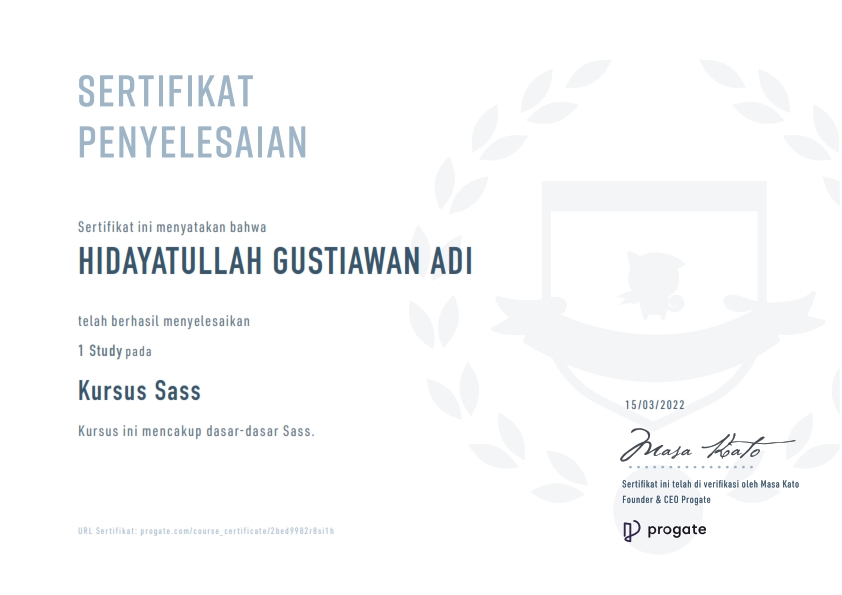 SERTIFIKAT
PENYELESAIAN
Sertifikat ini menyatakan bahwa
HIDAYATULLAH GUSTIAWAN ADI
telah berhasil menyelesaikan
1 Study pada
Kursus Sass
Kursus ini mencakup dasar-dasar Sass.
15/03/2022
Masa Kato
Sertifikat ini telah di verifikasi oleh Masa Kato
Founder & CEO Progate
progate
URL Sertifikat: progate.com/course_certificate/2bed9982r8si1h